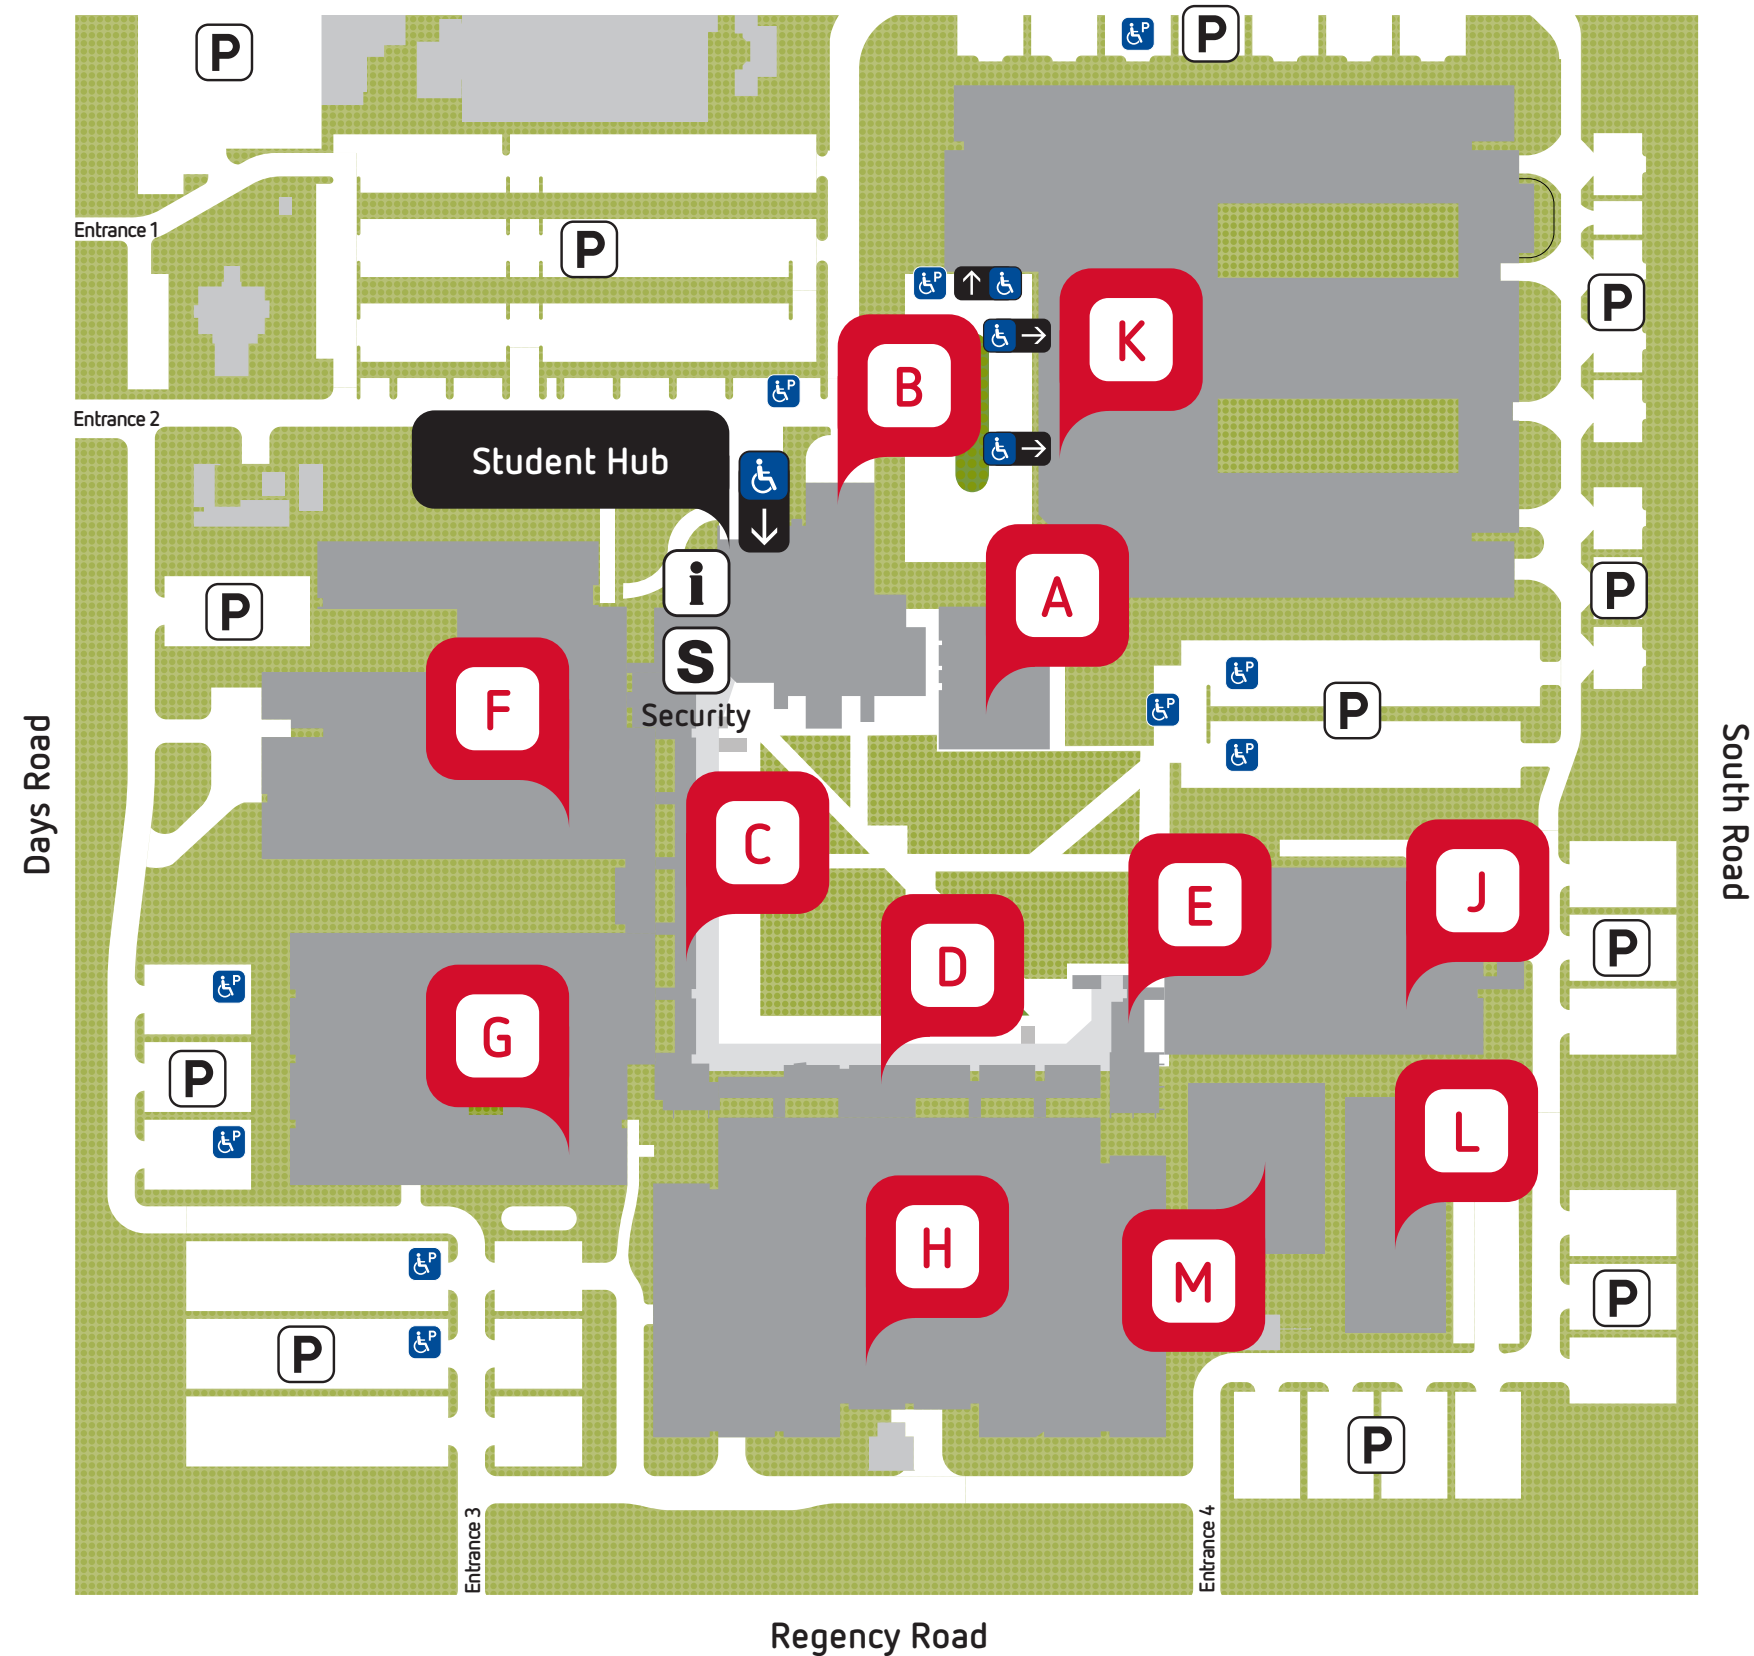 P
P
Entrance 1
P
P
K
B
Entrance 2
Student Hub
i
A
P
P
S
Security
F
P
Days Road
South Road
C
J
E
P
D
G
P
L
H
M
P
P
P
Entrance 3
Entrance 4
Regency Road
P
P
P
P
P
P
P
P
P